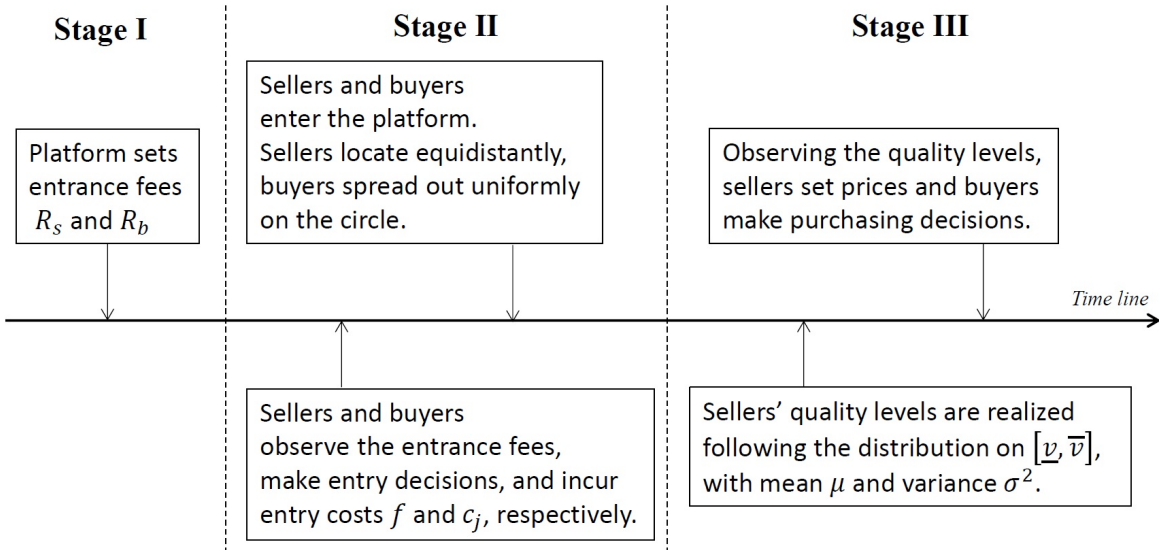 Stage I
Stage II
Stage III
Platform sets
entrance fees
R_s and R_b
Sellers and buyers
enter the platform.
Sellers locate equidistantly,
buyers spread out uniformly
on the circle.
Observing the quality levels,
sellers set prices and buyers
make purchasing decisions.
Time line
Sellers and buyers
observe the entrance fees,
make entry decisions, and incur
entry costs f and c_j, respectively.
Sellers’ quality levels are realized
following the distribution on [v̲, v̅],
with mean μ and variance σ².